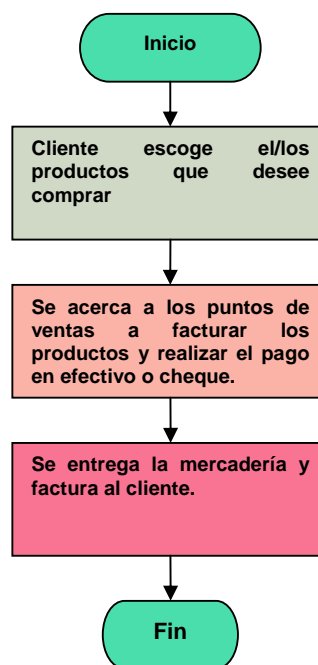 Inicio
Cliente escoge el/los
productos que desee
comprar
Se acerca a los puntos de
ventas a facturar los
productos y realizar el pago
en efectivo o cheque.
Se entrega la mercadería y
factura al cliente.
Fin